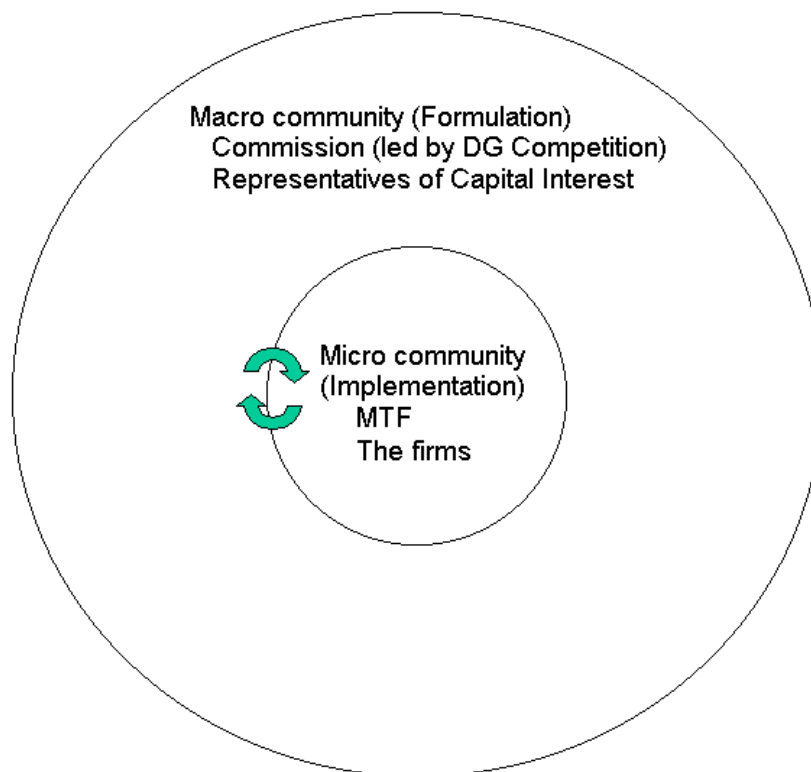 Macro community (Formulation)
Commission (led by DG Competition)
Representatives of Capital Interest
Micro community
(Implementation)
MTF
The firms